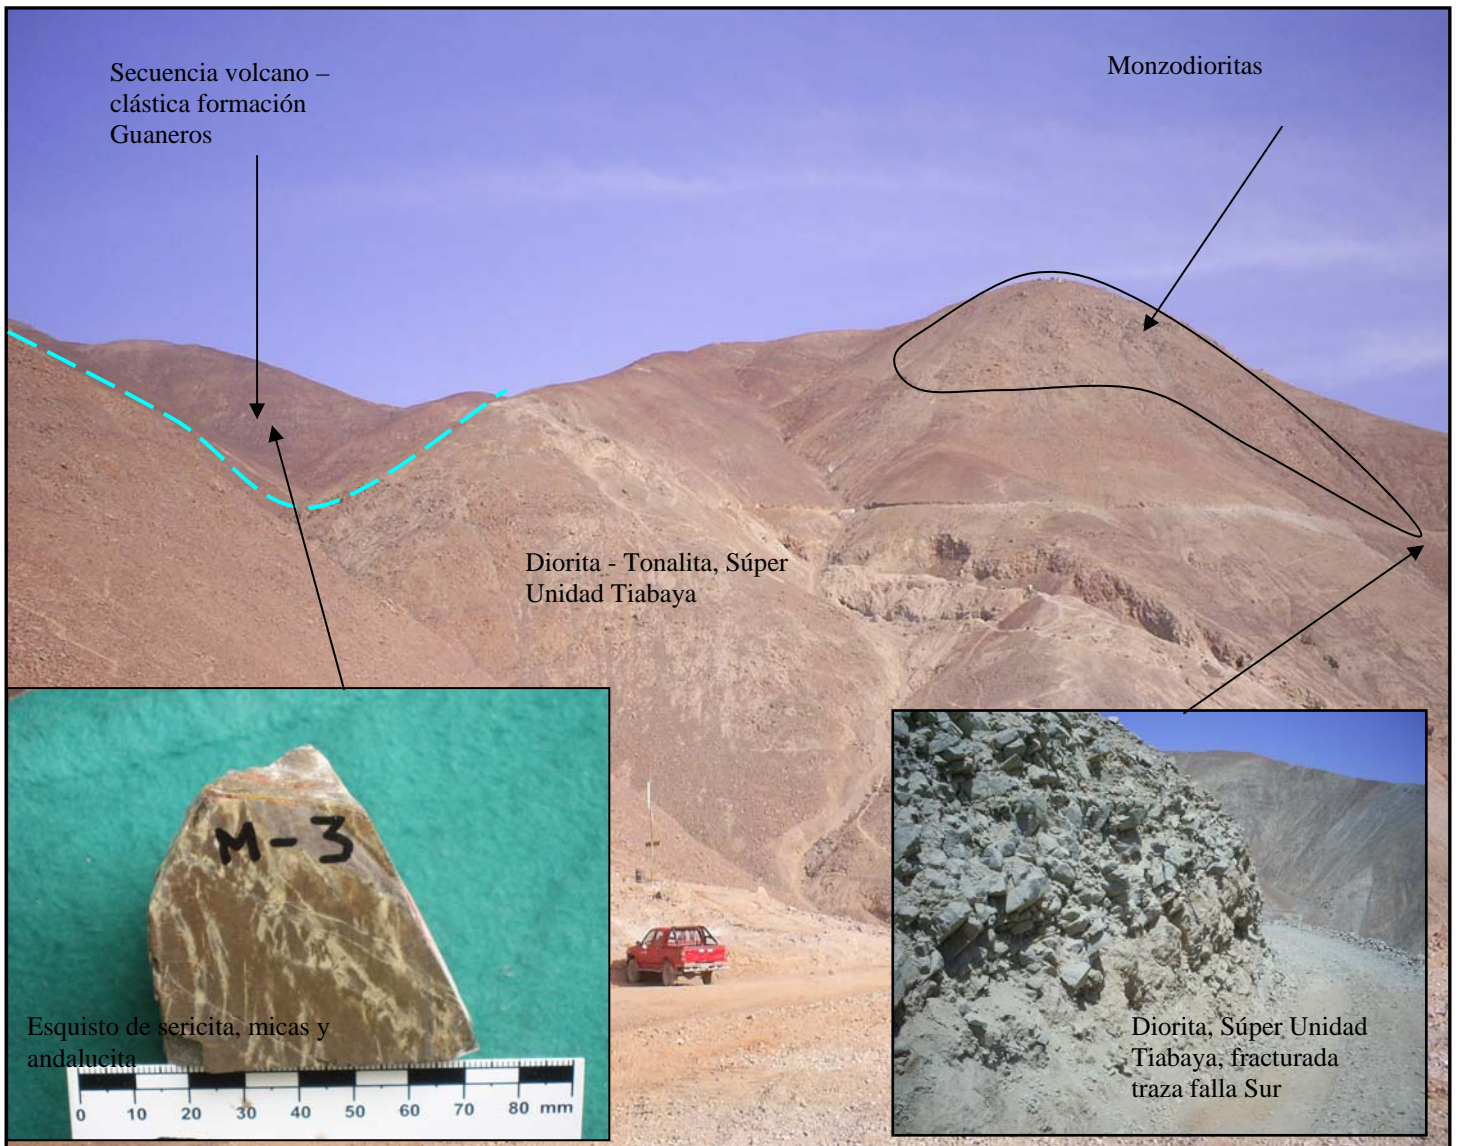 Secuencia volcano –
clástica formación
Guaneros
Monzodioritas
Diorita - Tonalita, Súper
Unidad Tiabaya
M-3
Esquisto de sericita, micas y
andalucita
0 10 20 30 40 50 60 70 80 mm
Diorita, Súper Unidad
Tiabaya, fracturada
traza falla Sur